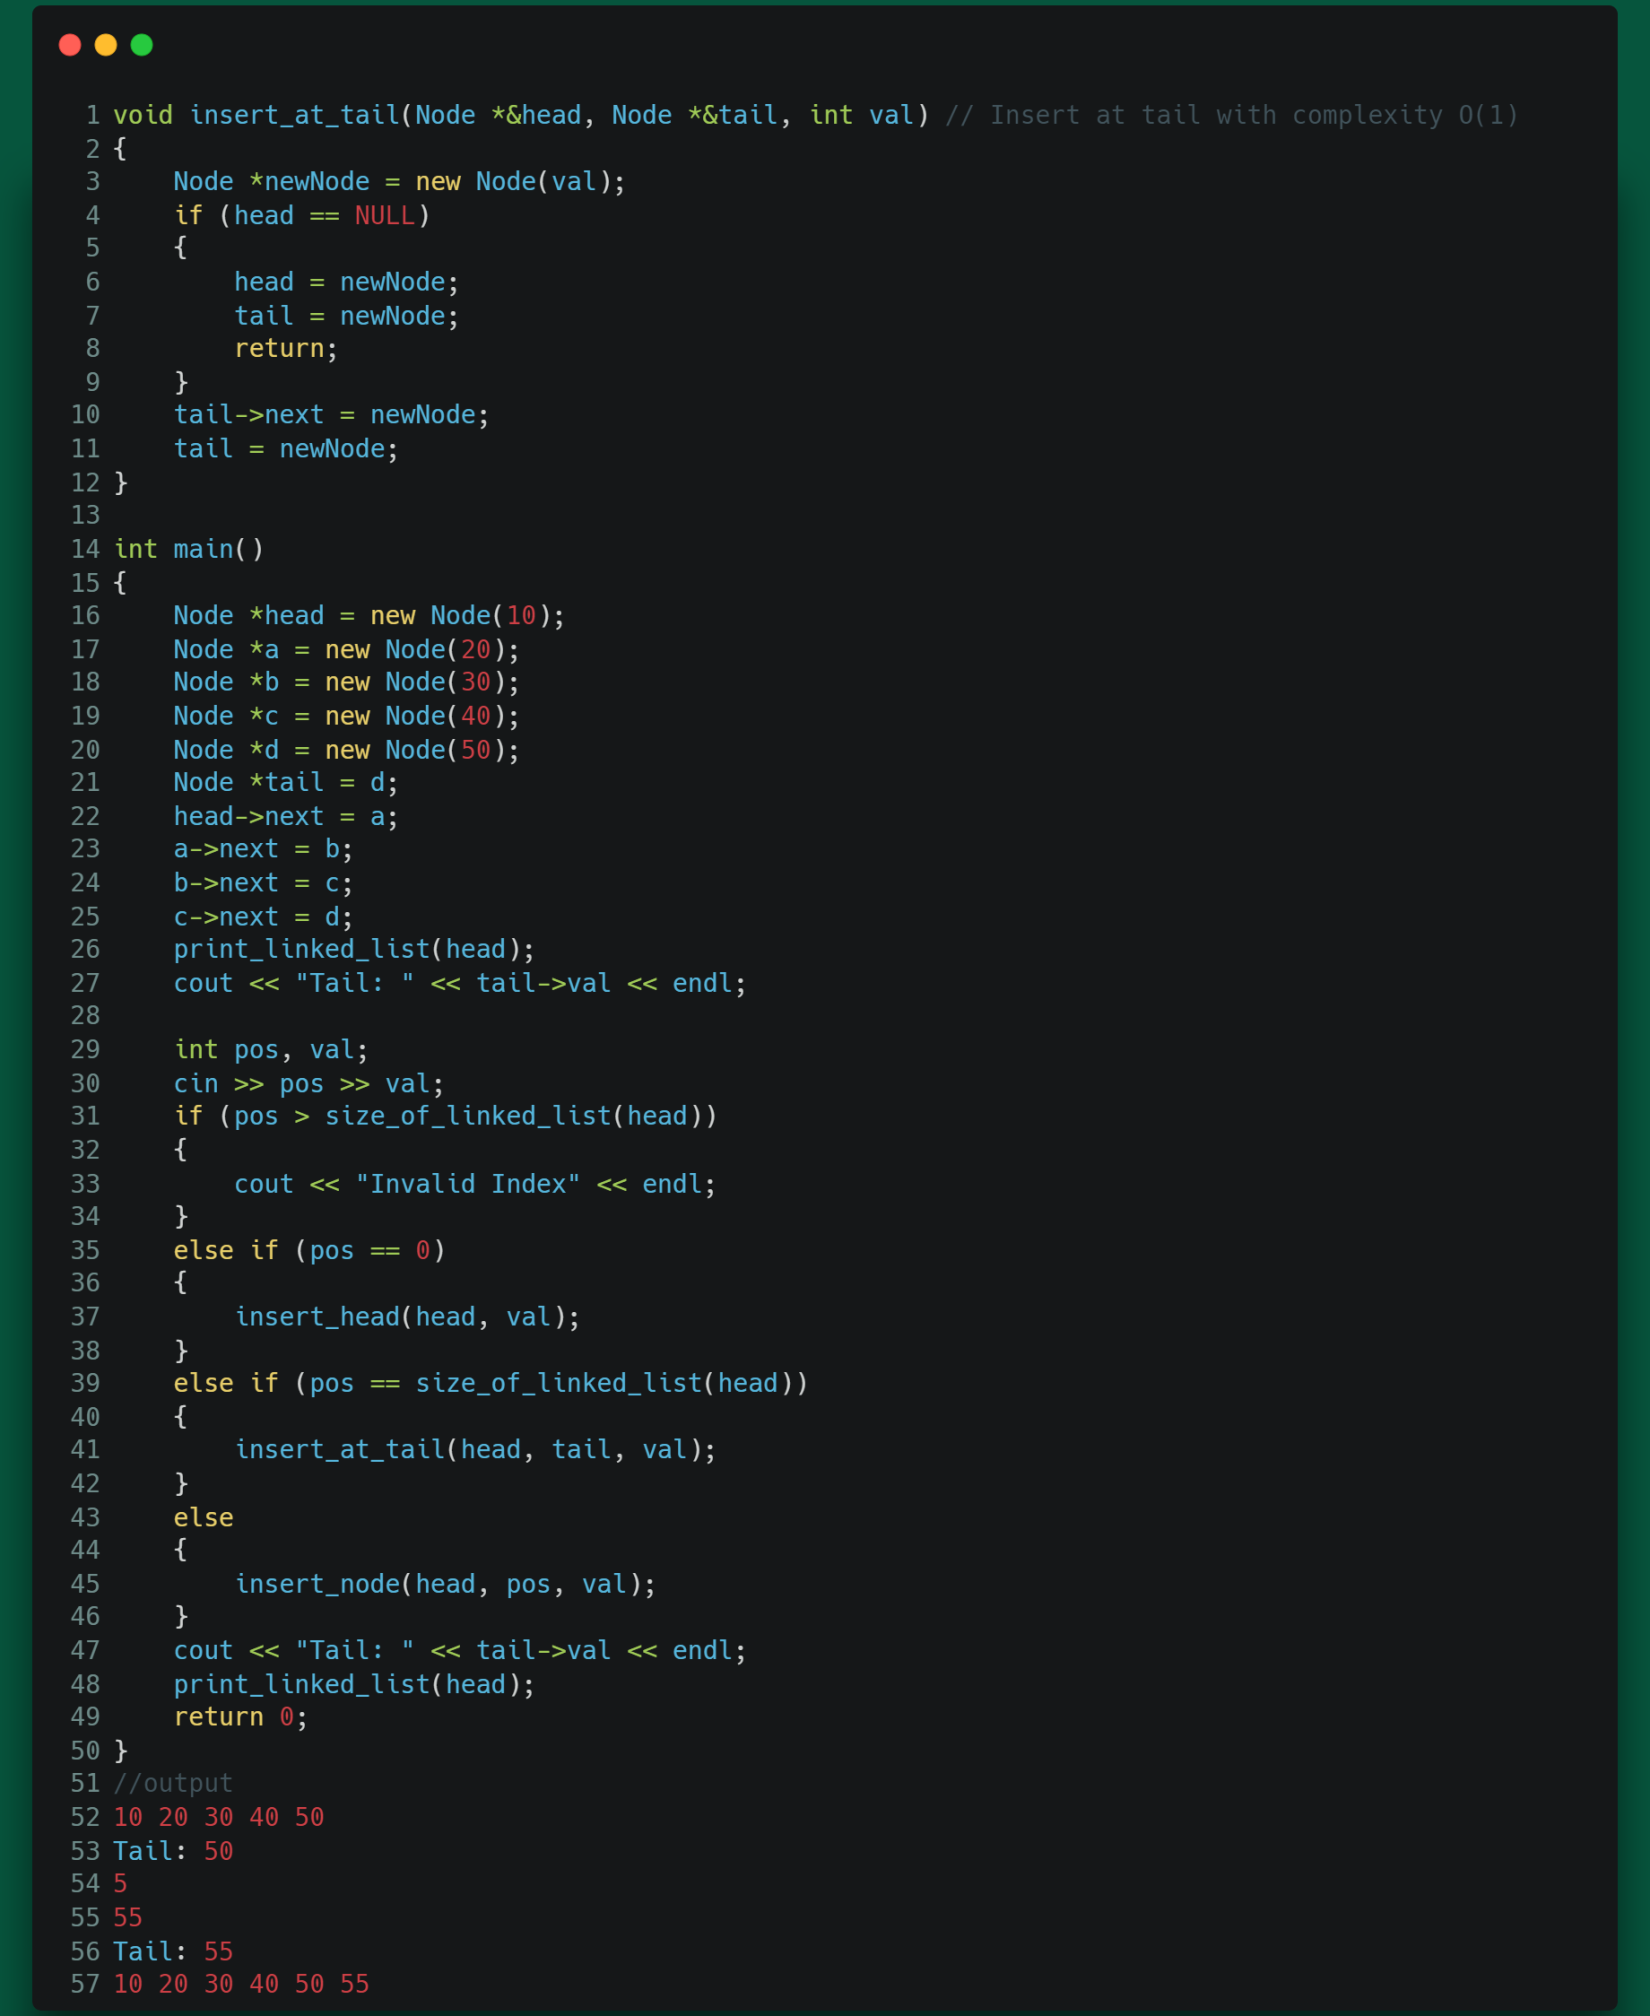 1 void insert_at_tail(Node *&head, Node *&tail, int val) // Insert at tail with complexity O(1)
2 {
3     Node *newNode = new Node(val);
4     if (head == NULL)
5     {
6         head = newNode;
7         tail = newNode;
8         return;
9     }
10     tail->next = newNode;
11     tail = newNode;
12 }
13
14 int main()
15 {
16     Node *head = new Node(10);
17     Node *a = new Node(20);
18     Node *b = new Node(30);
19     Node *c = new Node(40);
20     Node *d = new Node(50);
21     Node *tail = d;
22     head->next = a;
23     a->next = b;
24     b->next = c;
25     c->next = d;
26     print_linked_list(head);
27     cout << "Tail: " << tail->val << endl;
28
29     int pos, val;
30     cin >> pos >> val;
31     if (pos > size_of_linked_list(head))
32     {
33         cout << "Invalid Index" << endl;
34     }
35     else if (pos == 0)
36     {
37         insert_head(head, val);
38     }
39     else if (pos == size_of_linked_list(head))
40     {
41         insert_at_tail(head, tail, val);
42     }
43     else
44     {
45         insert_node(head, pos, val);
46     }
47     cout << "Tail: " << tail->val << endl;
48     print_linked_list(head);
49     return 0;
50 }
51 //output
52 10 20 30 40 50
53 Tail: 50
54 5
55 55
56 Tail: 55
57 10 20 30 40 50 55